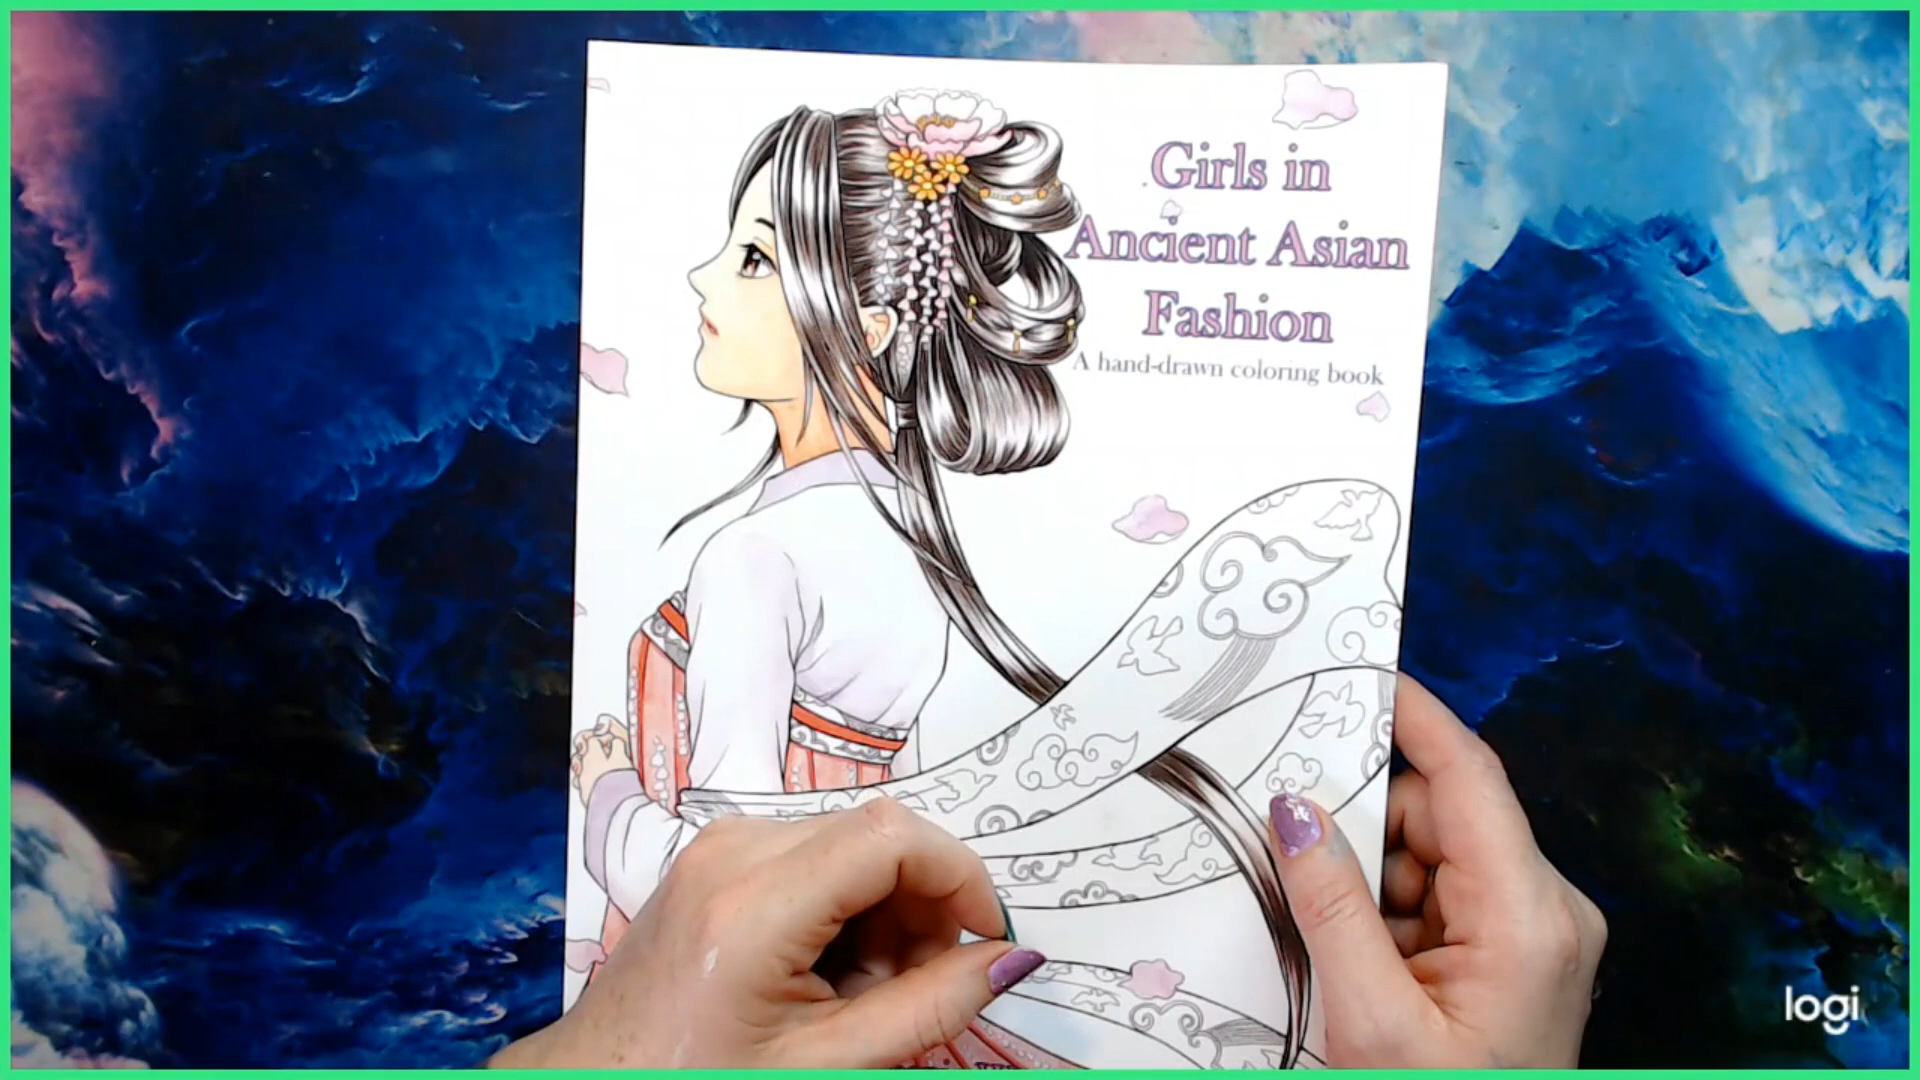 Girls in
Ancient Asian
Fashion
A hand-drawn coloring book
logi